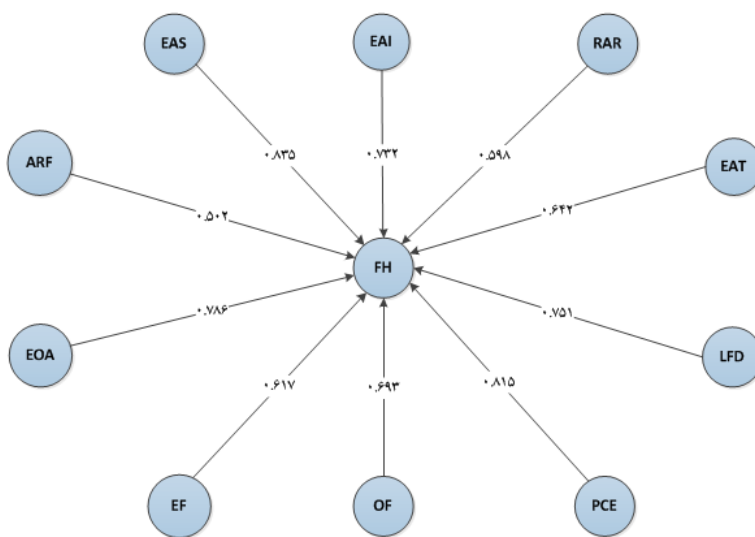 EAS
EAI
RAR
۰.۸۳۵
۰.۷۳۲
۰.۵۹۸
ARF
EAT
۰.۵۰۲
۰.۶۴۲
FH
۰.۷۸۶
۰.۷۵۱
EOA
LFD
۰.۶۱۷
۰.۶۹۳
۰.۸۱۵
EF
OF
PCE